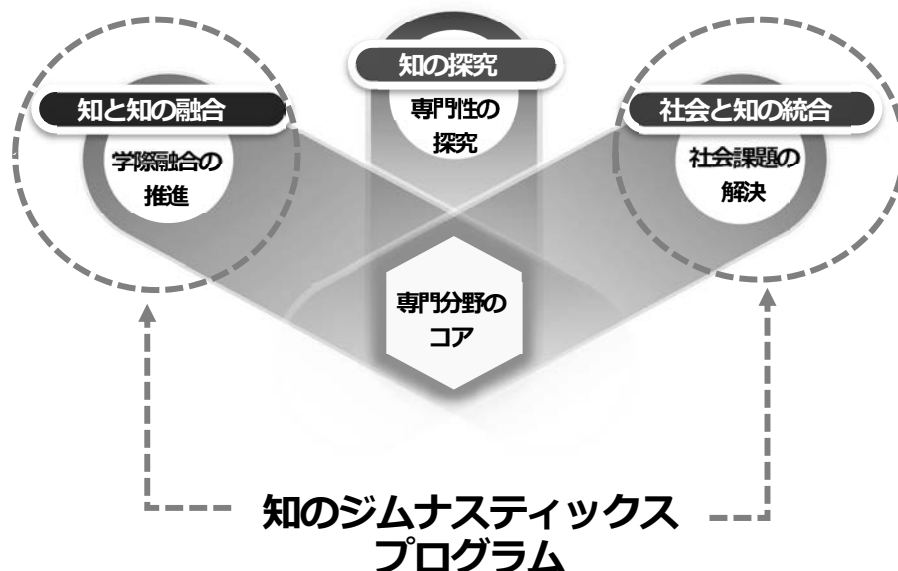 知の探究
専門性の
探究
知と知の融合
学際融合の
推進
社会と知の統合
社会課題の
解決
専門分野の
コア
知のジムナスティックス
プログラム